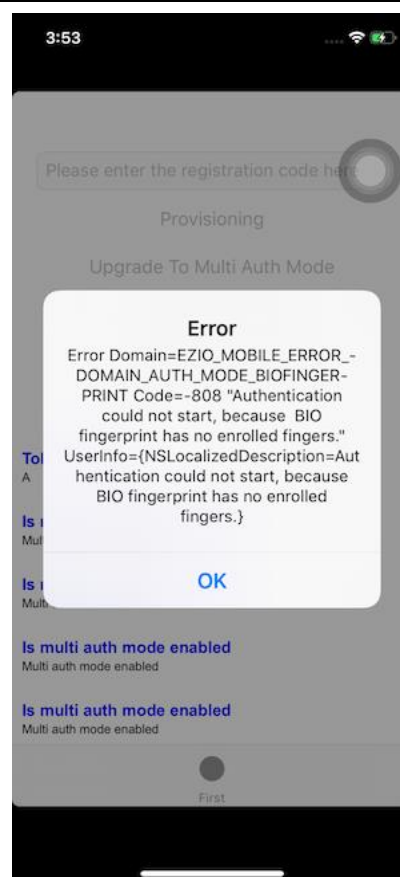 3:53
Please enter the registration code here
Provisioning
Upgrade To Multi Auth Mode
Error
Error Domain=EZIO_MOBILE_ERROR_-
DOMAIN_AUTH_MODE_BIOFINGER-
PRINT Code=-808 "Authentication
could not start, because  BIO
fingerprint has no enrolled fingers."
UserInfo={NSLocalizedDescription=Aut
hentication could not start, because
BIO fingerprint has no enrolled
fingers.}
A
Is
Is
OK
Is multi auth mode enabled
Multi auth mode enabled
Is multi auth mode enabled
Multi auth mode enabled
First